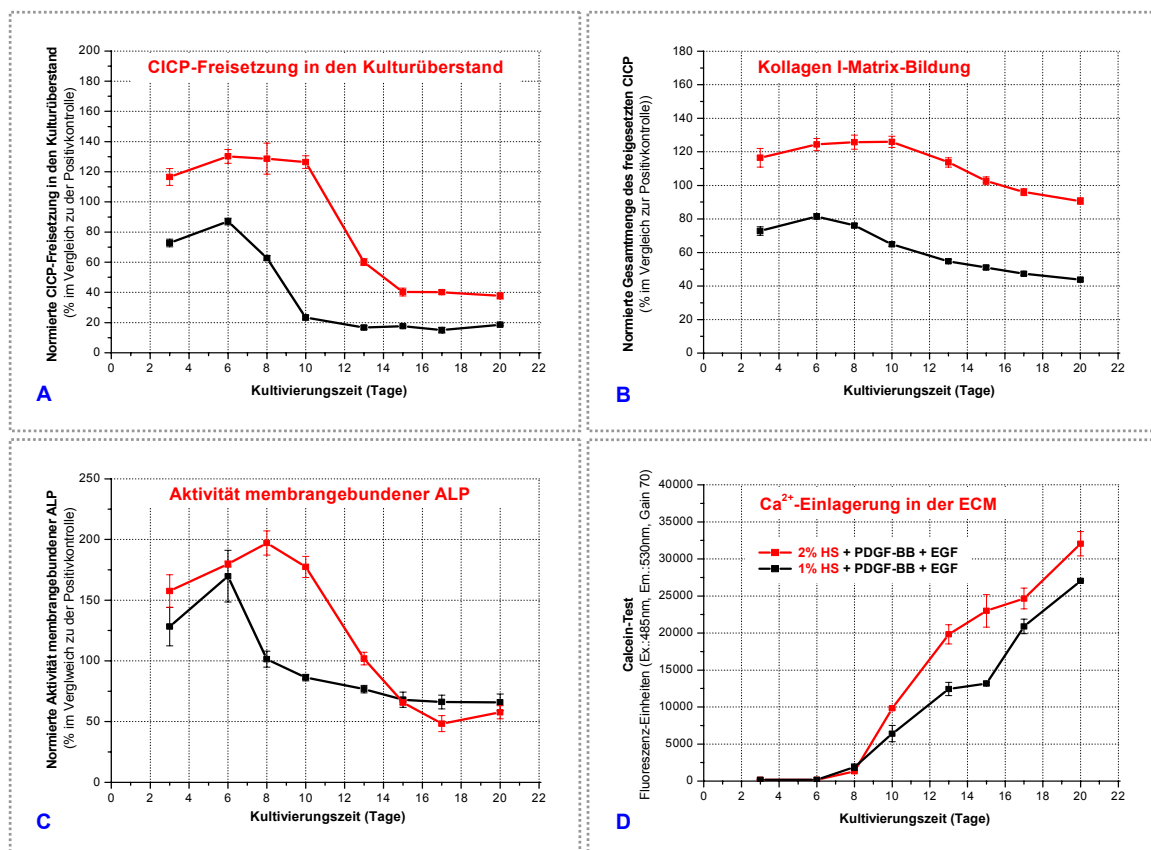 CICP-Freisetzung in den Kulturüberstand
Normierte CICP-Freisetzung in den Kulturüberstand
(% im Vergleich zu der Positivkontrolle)
200
180
160
140
120
100
80
60
40
20
0
0 2 4 6 8 10 12 14 16 18 20 22
Kultivierungszeit (Tage)
A
Kollagen I-Matrix-Bildung
Normierte Gesamtmenge des freigesetzten CICP
(% im Vergleich zur Positivkontrolle))
180
160
140
120
100
80
60
40
20
0
0 2 4 6 8 10 12 14 16 18 20 22
Kultivierungszeit (Tage)
B
Aktivität membrangebundener ALP
Normierte Aktivität membrangebundener ALP
(% im Verglweich zu der Positivkontrolle)
250
200
150
100
50
0
0 2 4 6 8 10 12 14 16 18 20 22
Kultivierungszeit (Tage)
C
Ca²⁺-Einlagerung in der ECM
2% HS + PDGF-BB + EGF
1% HS + PDGF-BB + EGF
Calcein-Test
Fluoreszenz-Einheiten (Ex.:485nm, Em.:530nm, Gain 70)
40000
35000
30000
25000
20000
15000
10000
5000
0
0 2 4 6 8 10 12 14 16 18 20 22
Kultivierungszeit (Tage)
D